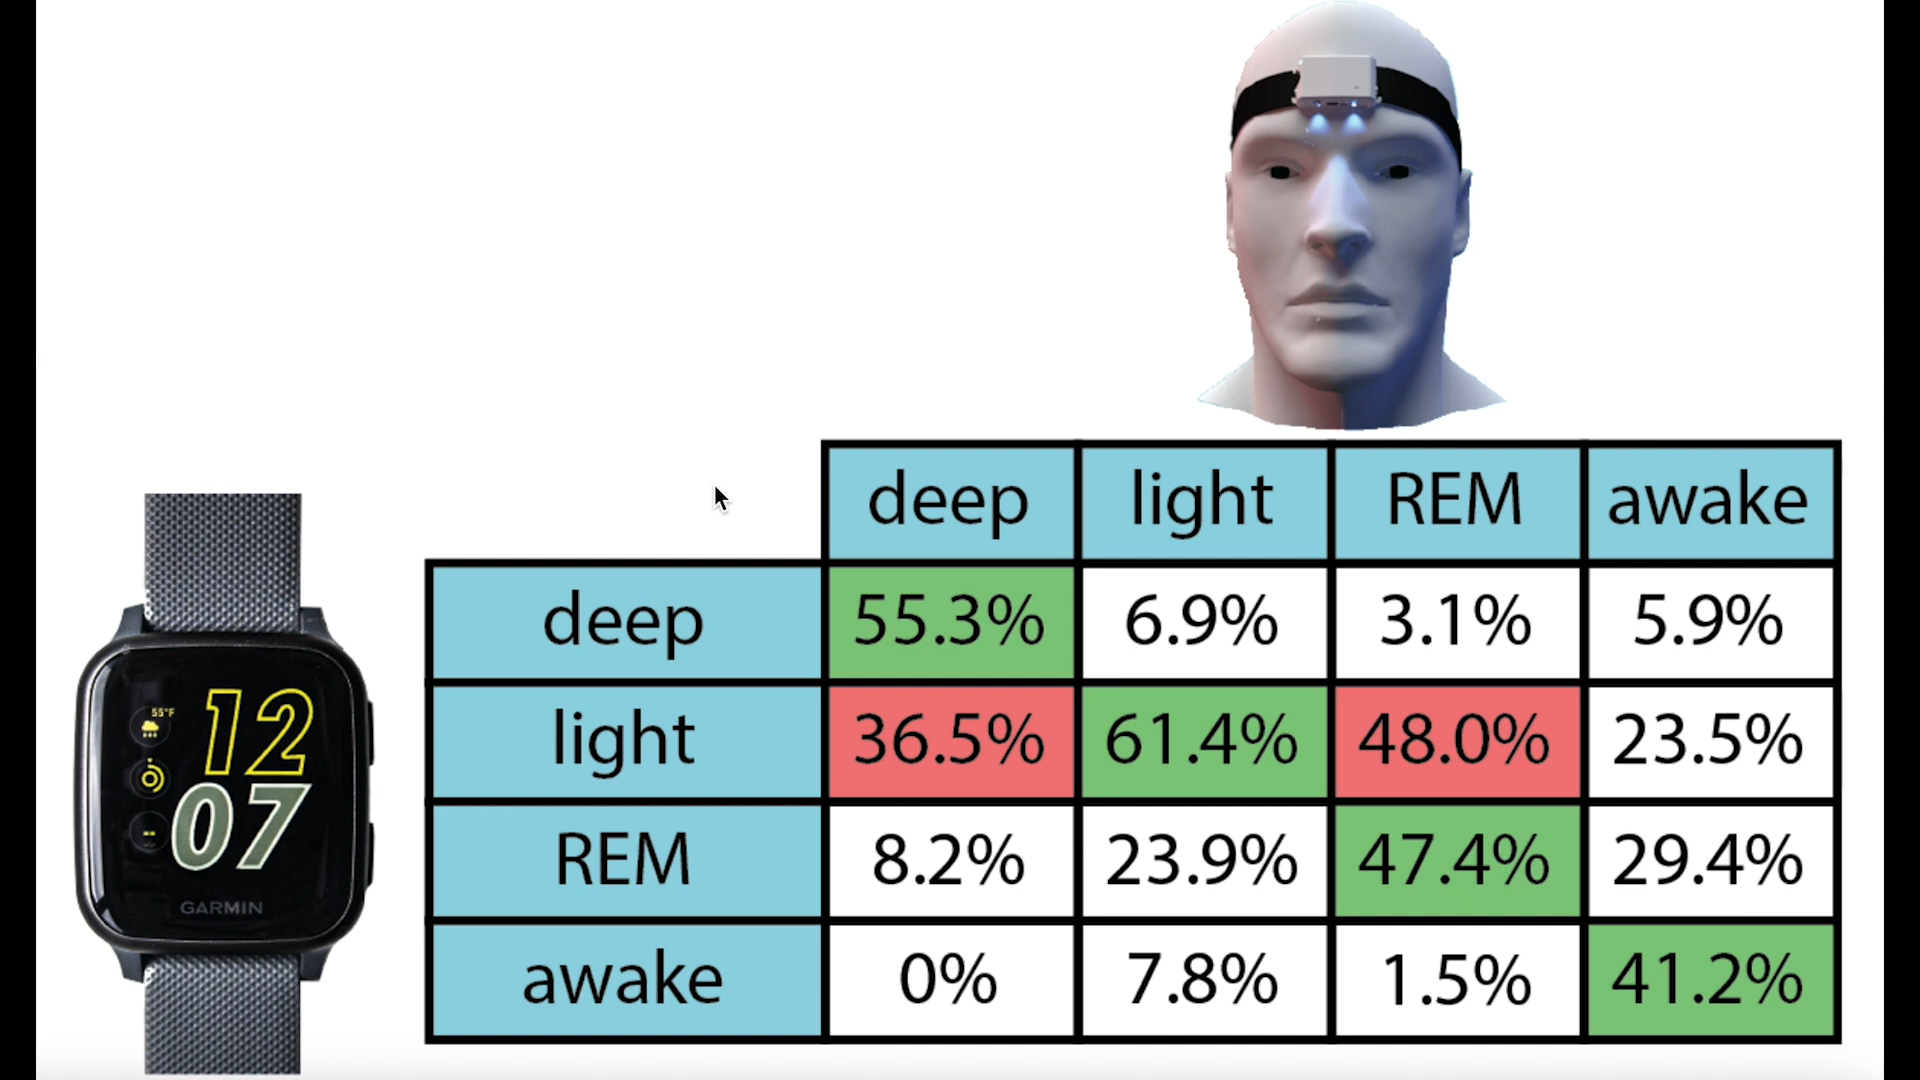 deep light REM awake
deep 55.3% 6.9% 3.1% 5.9%
light 36.5% 61.4% 48.0% 23.5%
REM 8.2% 23.9% 47.4% 29.4%
awake 0% 7.8% 1.5% 41.2%
55°F
12
07
--
GARMIN